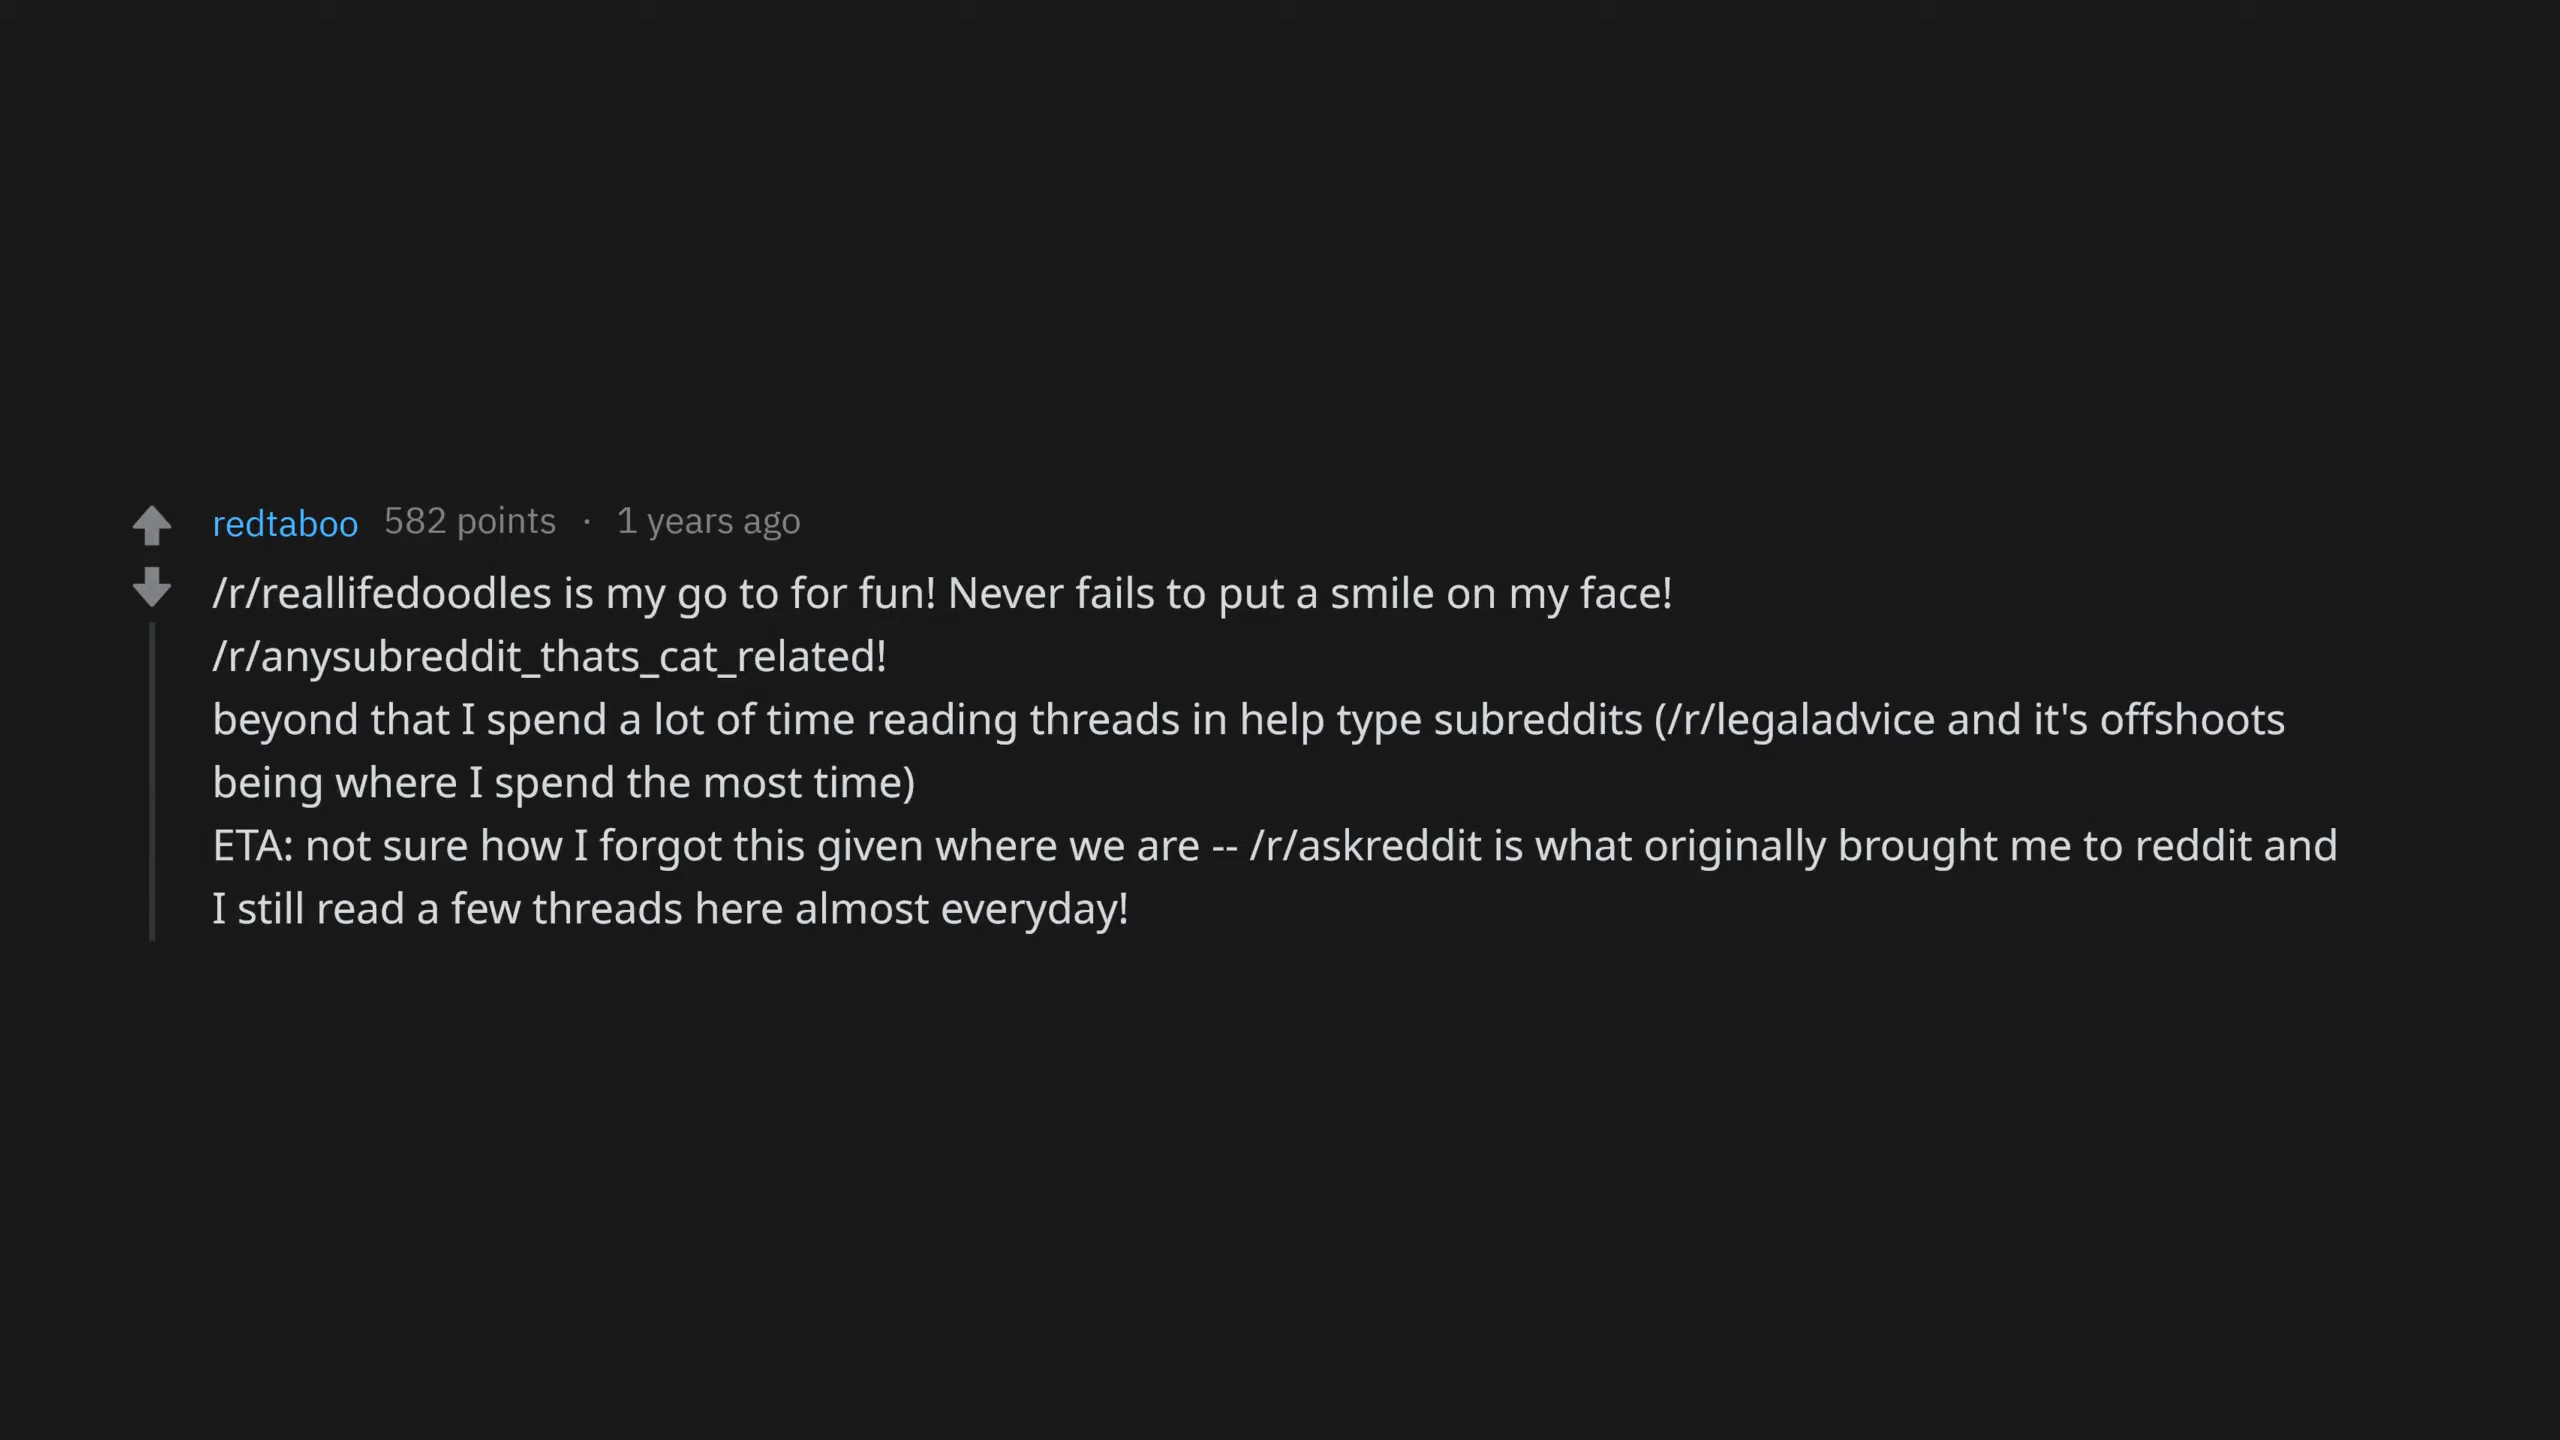 redtaboo 582 points · 1 years ago
/r/reallifedoodles is my go to for fun! Never fails to put a smile on my face!
/r/anysubreddit_thats_cat_related!
beyond that I spend a lot of time reading threads in help type subreddits (/r/legaladvice and it's offshoots
being where I spend the most time)
ETA: not sure how I forgot this given where we are -- /r/askreddit is what originally brought me to reddit and
I still read a few threads here almost everyday!